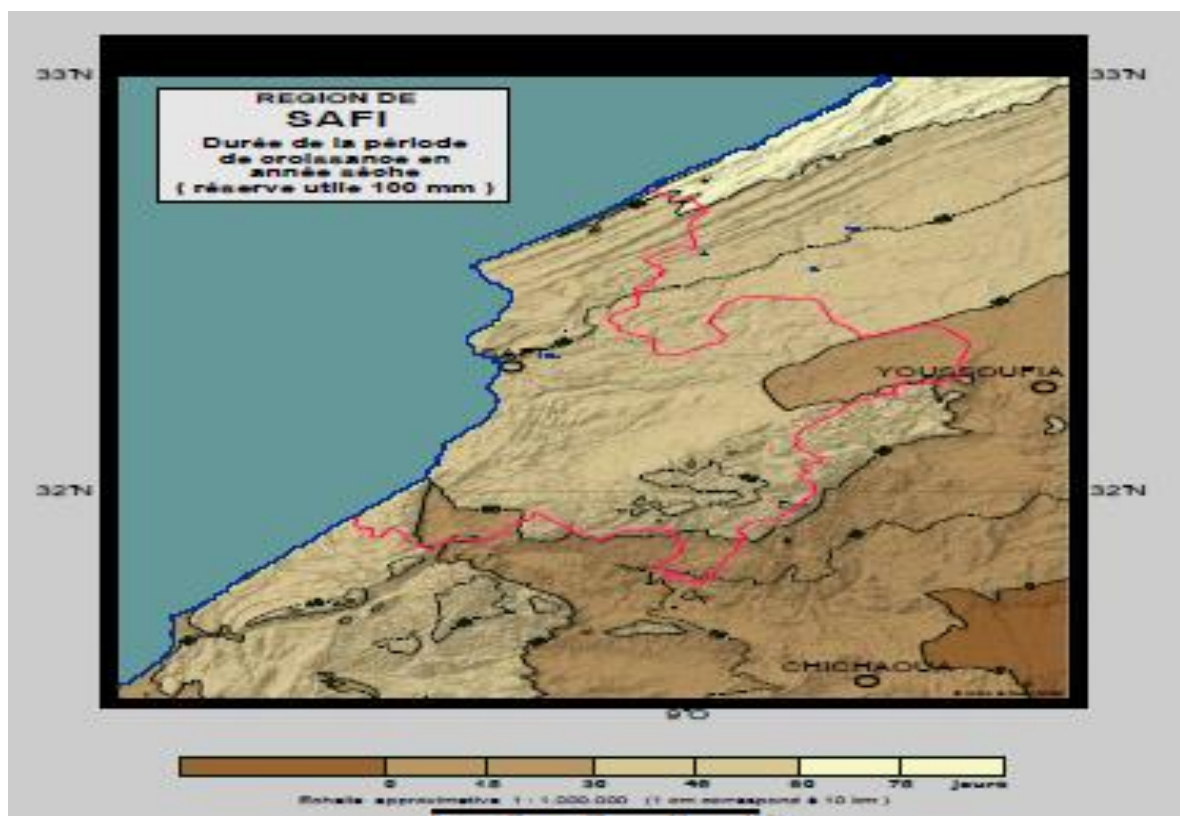 33°N
33°N
REGION DE
SAFI
Durée de la période
de croissance en
année sèche
( réserve utile 100 mm )
YOUSSOUFIA
32°N
32°N
CHICHAOUA
9°O
0 15 30 45 60 75 jours
Echelle approximative 1 : 1.000.000 (1 cm correspond à 10 km )